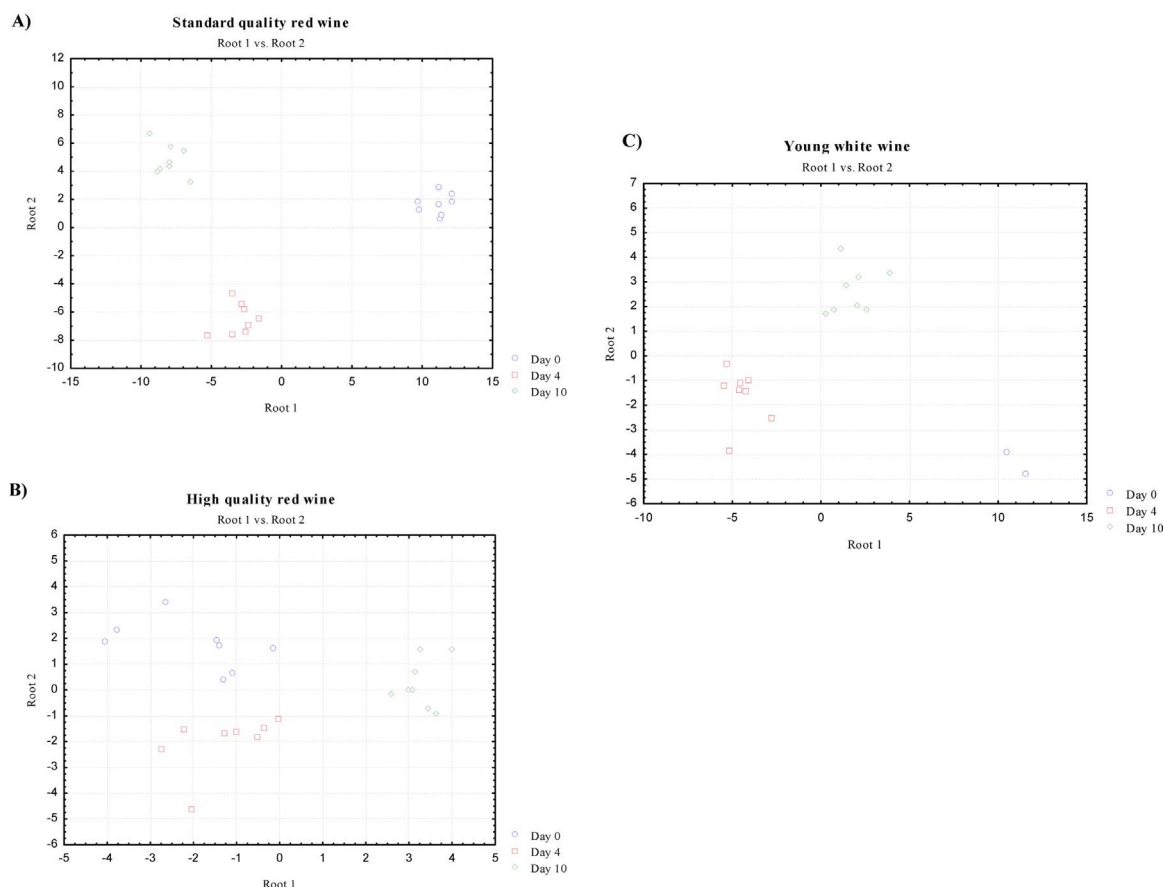 A)
Standard quality red wine
Root 1 vs. Root 2
12
10
8
6
4
2
0
-2
-4
-6
-8
-10
Root 2
-15 -10 -5 0 5 10 15
Root 1
Day 0
Day 4
Day 10
B)
High quality red wine
Root 1 vs. Root 2
6
5
4
3
2
1
0
-1
-2
-3
-4
-5
-6
Root 2
-5 -4 -3 -2 -1 0 1 2 3 4 5
Root 1
Day 0
Day 4
Day 10
C)
Young white wine
Root 1 vs. Root 2
7
6
5
4
3
2
1
0
-1
-2
-3
-4
-5
-6
Root 2
-10 -5 0 5 10 15
Root 1
Day 0
Day 4
Day 10